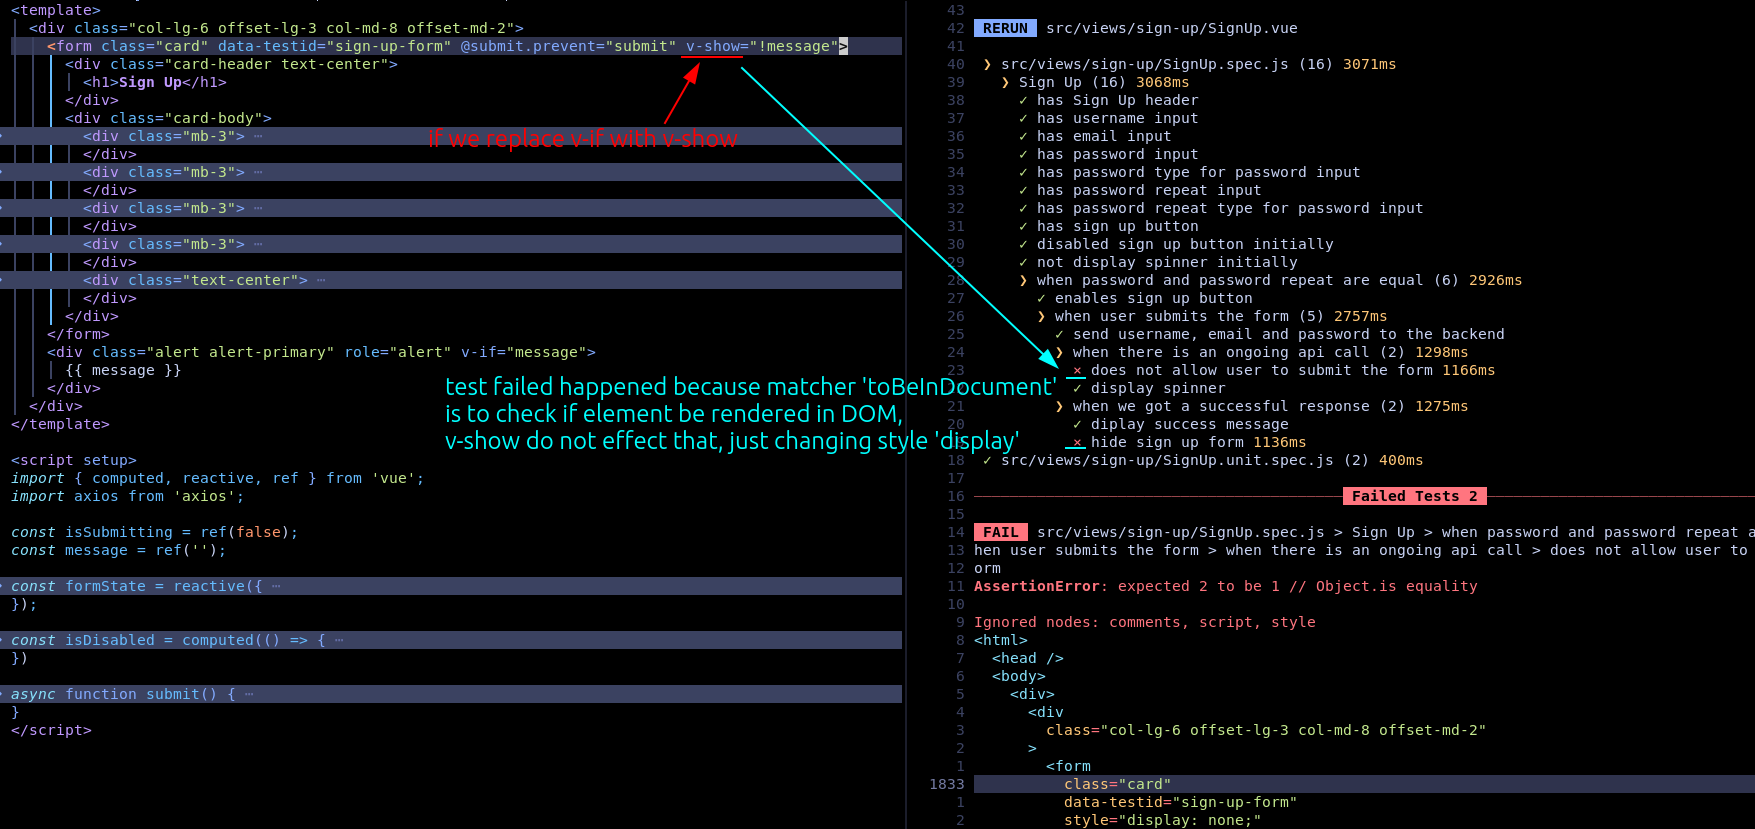 <template>
<div class="col-lg-6 offset-lg-3 col-md-8 offset-md-2">
<form class="card" data-testid="sign-up-form" @submit.prevent="submit" v-show="!message">
<div class="card-header text-center">
<h1>Sign Up</h1>
</div>
<div class="card-body">
<div class="mb-3"> ⋯
</div>
<div class="mb-3"> ⋯
</div>
<div class="mb-3"> ⋯
</div>
<div class="mb-3"> ⋯
</div>
<div class="text-center"> ⋯
</div>
</div>
</form>
<div class="alert alert-primary" role="alert" v-if="message">
{{ message }}
</div>
</div>
</template>
<script setup>
import { computed, reactive, ref } from 'vue';
import axios from 'axios';
const isSubmitting = ref(false);
const message = ref('');
const formState = reactive({ ⋯
});
const isDisabled = computed(() => { ⋯
})
async function submit() { ⋯
}
</script>
if we replace v-if with v-show
test failed happened because matcher 'toBeInDocument'
is to check if element be rendered in DOM,
v-show do not effect that, just changing style 'display'
43
42 RERUN src/views/sign-up/SignUp.vue
41
40 ❯ src/views/sign-up/SignUp.spec.js (16) 3071ms
39 ❯ Sign Up (16) 3068ms
38 ✓ has Sign Up header
37 ✓ has username input
36 ✓ has email input
35 ✓ has password input
34 ✓ has password type for password input
33 ✓ has password repeat input
32 ✓ has password repeat type for password input
31 ✓ has sign up button
30 ✓ disabled sign up button initially
29 ✓ not display spinner initially
28 ❯ when password and password repeat are equal (6) 2926ms
27 ✓ enables sign up button
26 ❯ when user submits the form (5) 2757ms
25 ✓ send username, email and password to the backend
24 ❯ when there is an ongoing api call (2) 1298ms
23 × does not allow user to submit the form 1166ms
✓ display spinner
21 ❯ when we got a successful response (2) 1275ms
20 ✓ diplay success message
× hide sign up form 1136ms
18 ✓ src/views/sign-up/SignUp.unit.spec.js (2) 400ms
17
16 Failed Tests 2
15
14 FAIL src/views/sign-up/SignUp.spec.js > Sign Up > when password and password repeat a
13 hen user submits the form > when there is an ongoing api call > does not allow user to
12 orm
11 AssertionError: expected 2 to be 1 // Object.is equality
10
9 Ignored nodes: comments, script, style
8 <html>
7 <head />
6 <body>
5 <div>
4 <div
3 class="col-lg-6 offset-lg-3 col-md-8 offset-md-2"
2 >
1 <form
1833 class="card"
1 data-testid="sign-up-form"
2 style="display: none;"